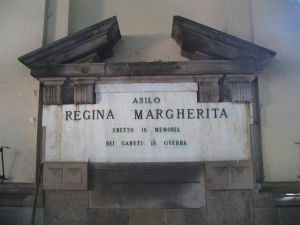 ASILO
REGINA MARGHERITA
ERETTO IN MEMORIA
DEI CADUTI IN GUERRA